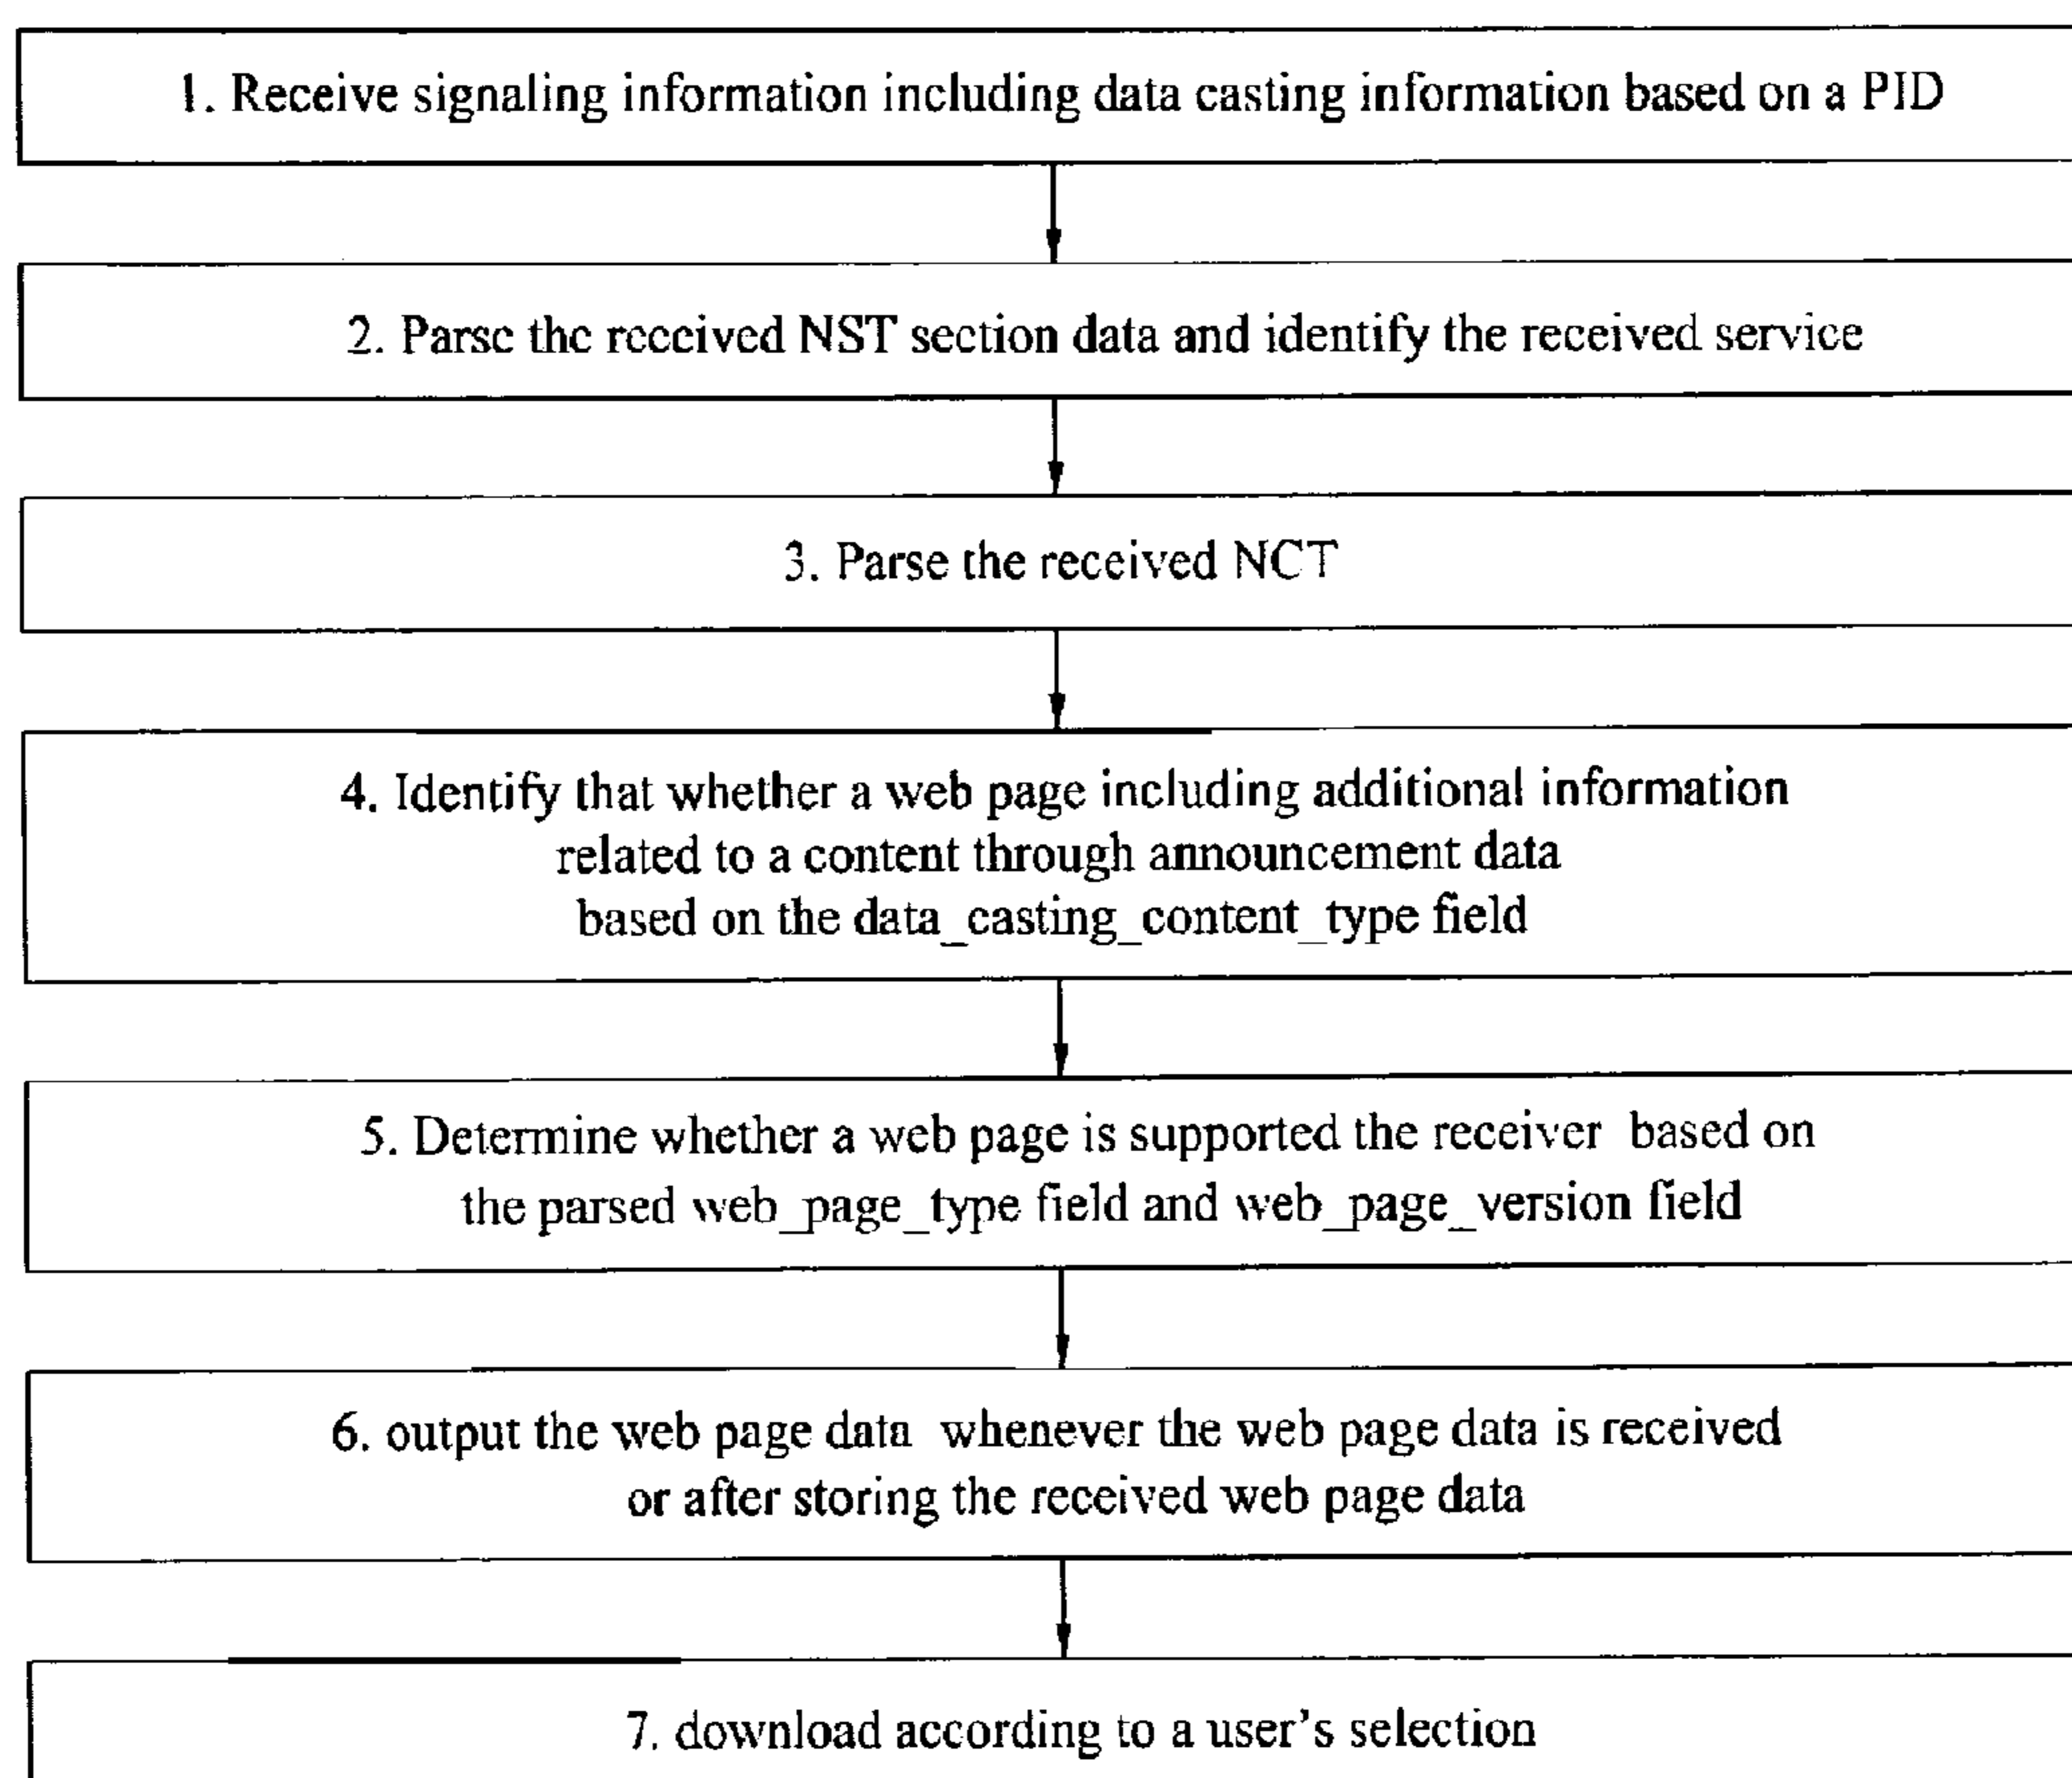 1. Receive signaling information including data casting information based on a PID
2. Parse the received NST section data and identify the received service
3. Parse the received NCT
4. Identify that whether a web page including additional information
related to a content through announcement data
based on the data_casting_content_type field
5. Determine whether a web page is supported the receiver based on
the parsed web_page_type field and web_page_version field
6. output the web page data whenever the web page data is received
or after storing the received web page data
7. download according to a user's selection